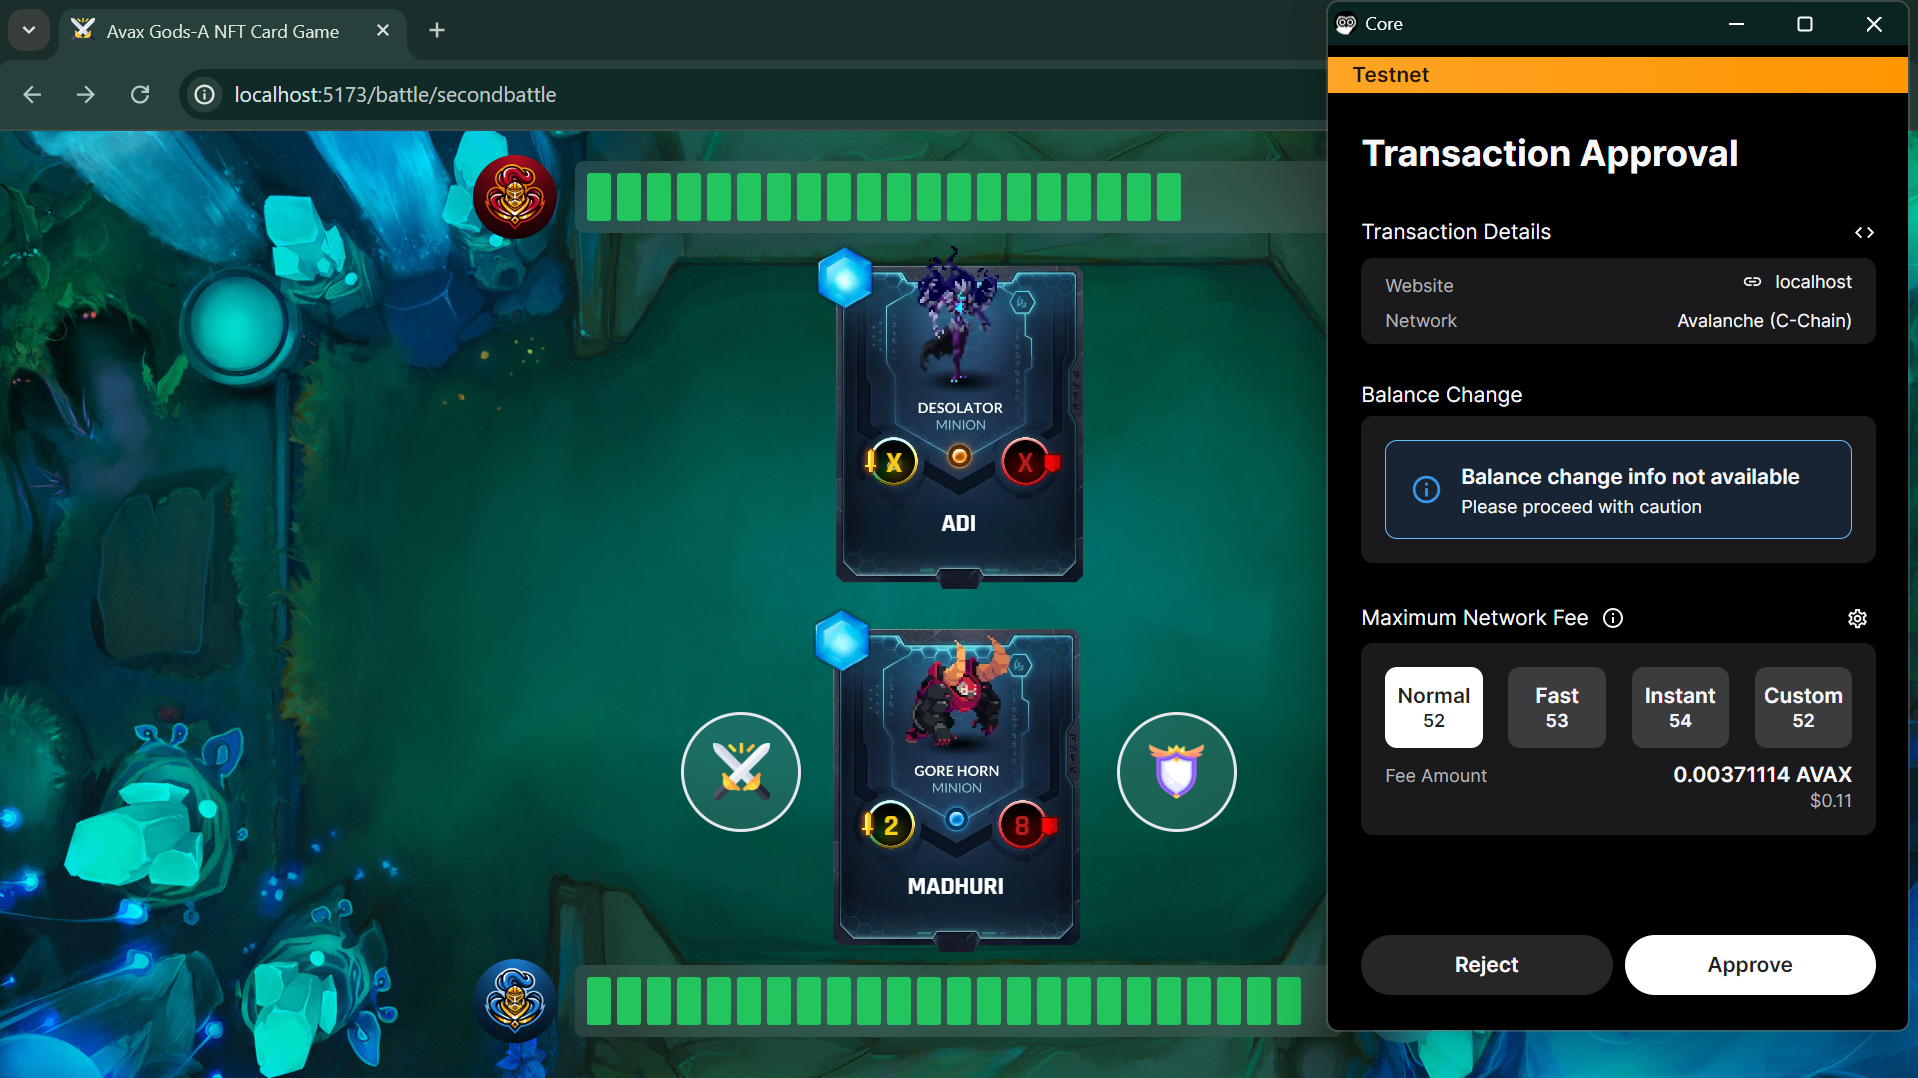 Avax Gods-A NFT Card Game
localhost:5173/battle/secondbattle
DESOLATOR
MINION
X
X
ADI
GORE HORN
MINION
2
8
MADHURI
Core
Testnet
Transaction Approval
Transaction Details
Website
localhost
Network
Avalanche (C-Chain)
Balance Change
Balance change info not available
Please proceed with caution
Maximum Network Fee
Normal
52
Fast
53
Instant
54
Custom
52
Fee Amount
0.00371114 AVAX
$0.11
Reject
Approve